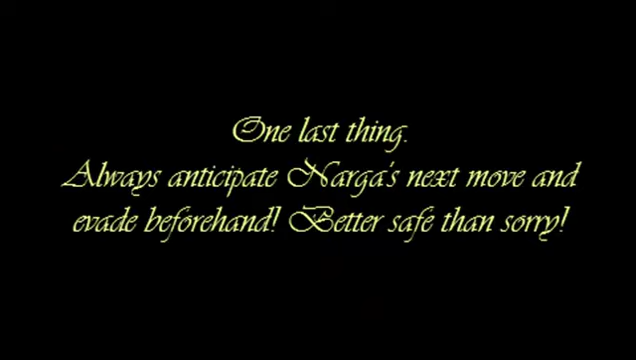 One last thing.
Always anticipate Narga's next move and
evade beforehand! Better safe than sorry!